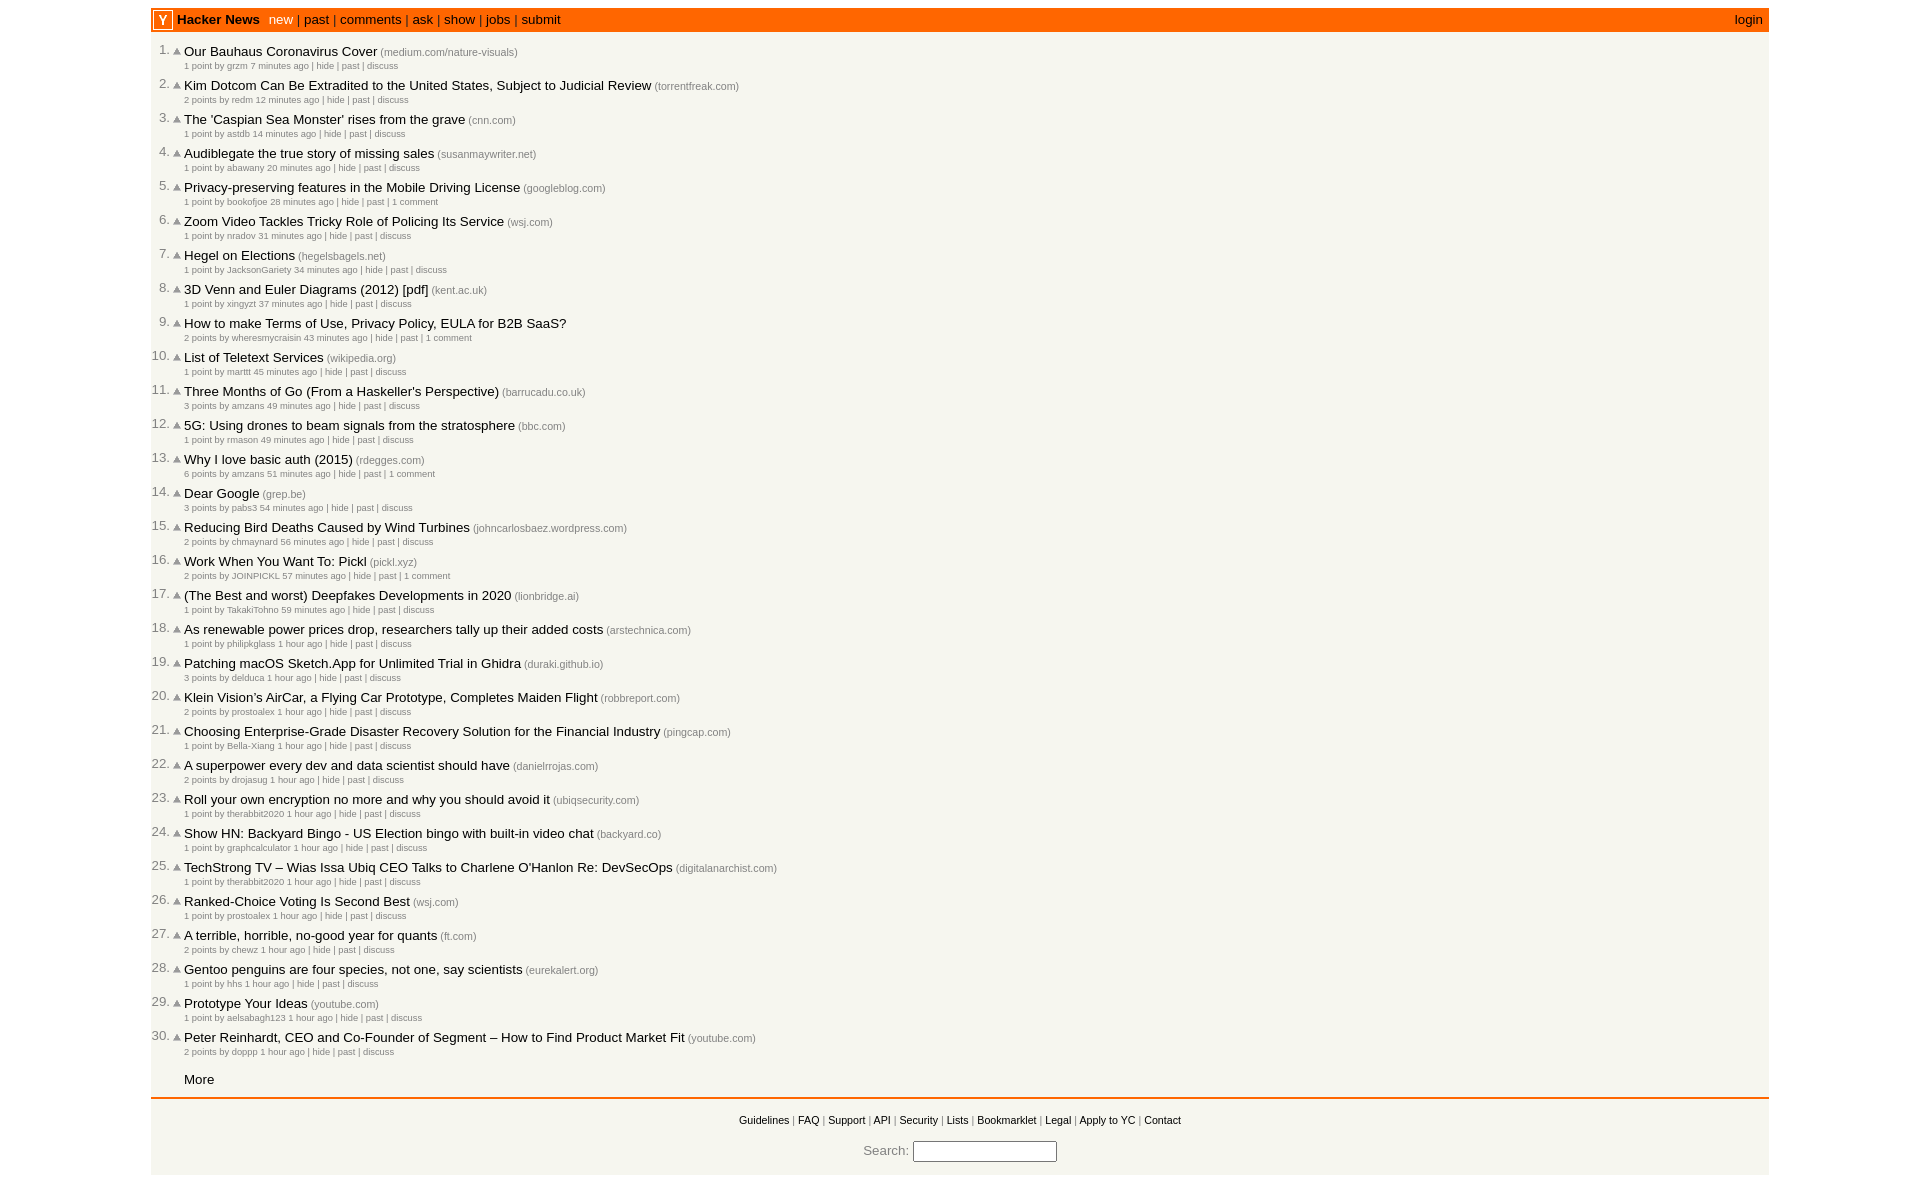 Y Hacker News new | past | comments | ask | show | jobs | submit login
1. Our Bauhaus Coronavirus Cover (medium.com/nature-visuals)
1 point by grzm 7 minutes ago | hide | past | discuss
2. Kim Dotcom Can Be Extradited to the United States, Subject to Judicial Review (torrentfreak.com)
2 points by redm 12 minutes ago | hide | past | discuss
3. The 'Caspian Sea Monster' rises from the grave (cnn.com)
1 point by astdb 14 minutes ago | hide | past | discuss
4. Audiblegate the true story of missing sales (susanmaywriter.net)
1 point by abawany 20 minutes ago | hide | past | discuss
5. Privacy-preserving features in the Mobile Driving License (googleblog.com)
1 point by bookofjoe 28 minutes ago | hide | past | 1 comment
6. Zoom Video Tackles Tricky Role of Policing Its Service (wsj.com)
1 point by nradov 31 minutes ago | hide | past | discuss
7. Hegel on Elections (hegelsbagels.net)
1 point by JacksonGariety 34 minutes ago | hide | past | discuss
8. 3D Venn and Euler Diagrams (2012) [pdf] (kent.ac.uk)
1 point by xingyzt 37 minutes ago | hide | past | discuss
9. How to make Terms of Use, Privacy Policy, EULA for B2B SaaS?
2 points by wheresmycraisin 43 minutes ago | hide | past | 1 comment
10. List of Teletext Services (wikipedia.org)
1 point by marttt 45 minutes ago | hide | past | discuss
11. Three Months of Go (From a Haskeller's Perspective) (barrucadu.co.uk)
3 points by amzans 49 minutes ago | hide | past | discuss
12. 5G: Using drones to beam signals from the stratosphere (bbc.com)
1 point by rmason 49 minutes ago | hide | past | discuss
13. Why I love basic auth (2015) (rdegges.com)
6 points by amzans 51 minutes ago | hide | past | 1 comment
14. Dear Google (grep.be)
3 points by pabs3 54 minutes ago | hide | past | discuss
15. Reducing Bird Deaths Caused by Wind Turbines (johncarlosbaez.wordpress.com)
2 points by chmaynard 56 minutes ago | hide | past | discuss
16. Work When You Want To: Pickl (pickl.xyz)
2 points by JOINPICKL 57 minutes ago | hide | past | 1 comment
17. (The Best and worst) Deepfakes Developments in 2020 (lionbridge.ai)
1 point by TakakiTohno 59 minutes ago | hide | past | discuss
18. As renewable power prices drop, researchers tally up their added costs (arstechnica.com)
1 point by philipkglass 1 hour ago | hide | past | discuss
19. Patching macOS Sketch.App for Unlimited Trial in Ghidra (duraki.github.io)
3 points by delduca 1 hour ago | hide | past | discuss
20. Klein Vision’s AirCar, a Flying Car Prototype, Completes Maiden Flight (robbreport.com)
2 points by prostoalex 1 hour ago | hide | past | discuss
21. Choosing Enterprise-Grade Disaster Recovery Solution for the Financial Industry (pingcap.com)
1 point by Bella-Xiang 1 hour ago | hide | past | discuss
22. A superpower every dev and data scientist should have (danielrrojas.com)
2 points by drojasug 1 hour ago | hide | past | discuss
23. Roll your own encryption no more and why you should avoid it (ubiqsecurity.com)
1 point by therabbit2020 1 hour ago | hide | past | discuss
24. Show HN: Backyard Bingo - US Election bingo with built-in video chat (backyard.co)
1 point by graphcalculator 1 hour ago | hide | past | discuss
25. TechStrong TV – Wias Issa Ubiq CEO Talks to Charlene O'Hanlon Re: DevSecOps (digitalanarchist.com)
1 point by therabbit2020 1 hour ago | hide | past | discuss
26. Ranked-Choice Voting Is Second Best (wsj.com)
1 point by prostoalex 1 hour ago | hide | past | discuss
27. A terrible, horrible, no-good year for quants (ft.com)
2 points by chewz 1 hour ago | hide | past | discuss
28. Gentoo penguins are four species, not one, say scientists (eurekalert.org)
1 point by hhs 1 hour ago | hide | past | discuss
29. Prototype Your Ideas (youtube.com)
1 point by aelsabagh123 1 hour ago | hide | past | discuss
30. Peter Reinhardt, CEO and Co-Founder of Segment – How to Find Product Market Fit (youtube.com)
2 points by doppp 1 hour ago | hide | past | discuss
More
Guidelines | FAQ | Support | API | Security | Lists | Bookmarklet | Legal | Apply to YC | Contact
Search: